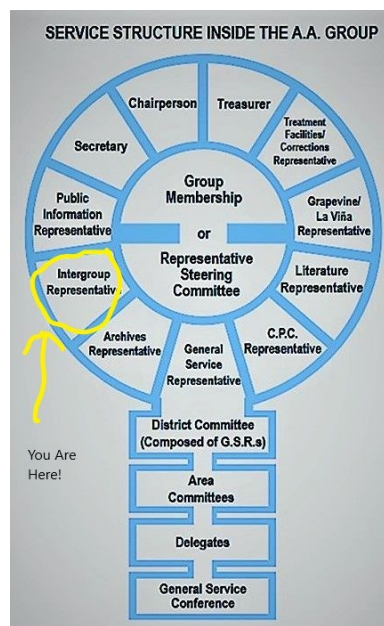 SERVICE STRUCTURE INSIDE THE A.A. GROUP
Chairperson
Treasurer
Secretary
Treatment
Facilities/
Corrections
Representative
Public
Information
Representative
Group
Membership
or
Representative
Steering
Committee
Grapevine/
La Viña
Representative
Intergroup
Representative
Literature
Representative
Archives
Representative
General
Service
Representative
C.P.C.
Representative
District Committee
(Composed of G.S.R.s)
You Are
Here!
Area
Committees
Delegates
General Service
Conference